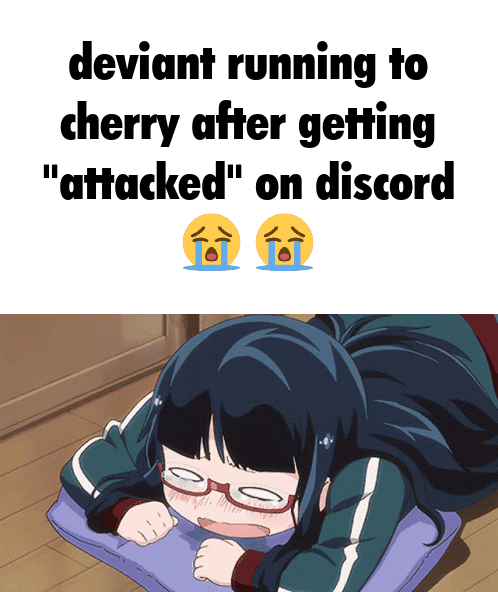 deviant running to
cherry after getting
"attacked" on discord
😭 😭